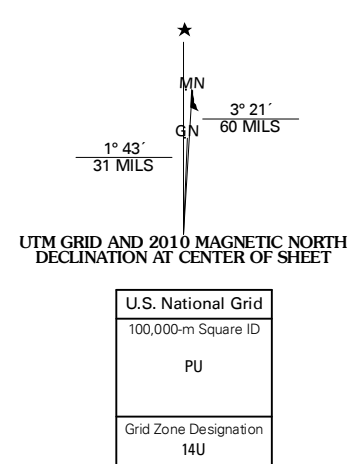 ★
MN
3° 21´
60 MILS
GN
1° 43´
31 MILS
UTM GRID AND 2010 MAGNETIC NORTH
DECLINATION AT CENTER OF SHEET
U.S. National Grid
100,000-m Square ID
PU
Grid Zone Designation
14U